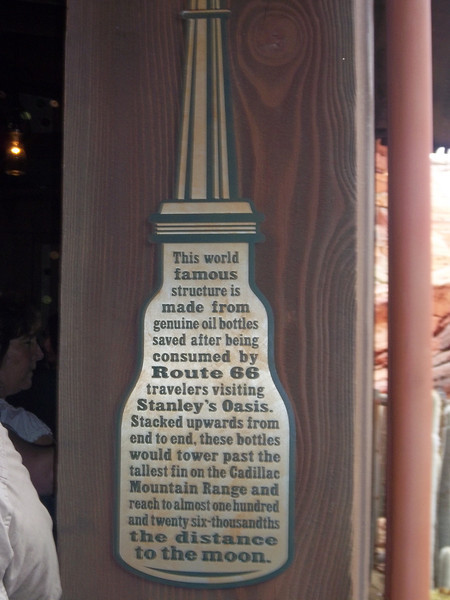 This world
famous
structure is
made from
genuine oil bottles
saved after being
consumed by
Route 66
travelers visiting
Stanley's Oasis.
Stacked upwards from
end to end, these bottles
would tower past the
tallest fin on the Cadillac
Mountain Range and
reach to almost one hundred
and twenty six-thousandths
the distance
to the moon.